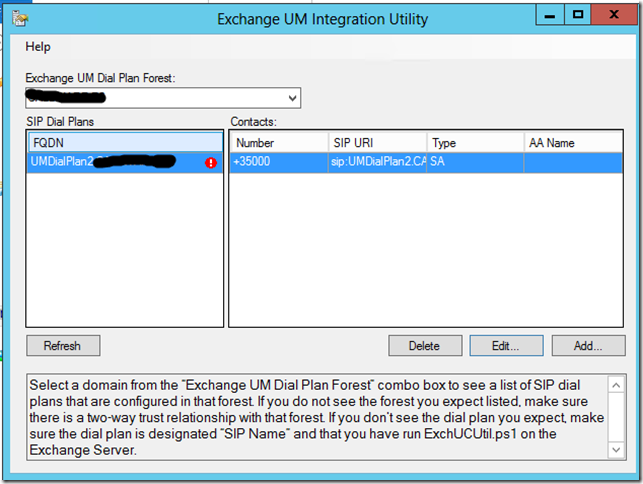 Exchange UM Integration Utility
Help
Exchange UM Dial Plan Forest:
SIP Dial Plans
Contacts:
FQDN
Number SIP URI Type AA Name
UMDialPlan2
+35000 sip:UMDialPlan2.CA SA
Refresh Delete Edit... Add...
Select a domain from the "Exchange UM Dial Plan Forest" combo box to see a list of SIP dial
plans that are configured in that forest. If you do not see the forest you expect listed, make sure
there is a two-way trust relationship with that forest. If you don't see the dial plan you expect, make
sure the dial plan is designated "SIP Name" and that you have run ExchUCUtil.ps1 on the
Exchange Server.